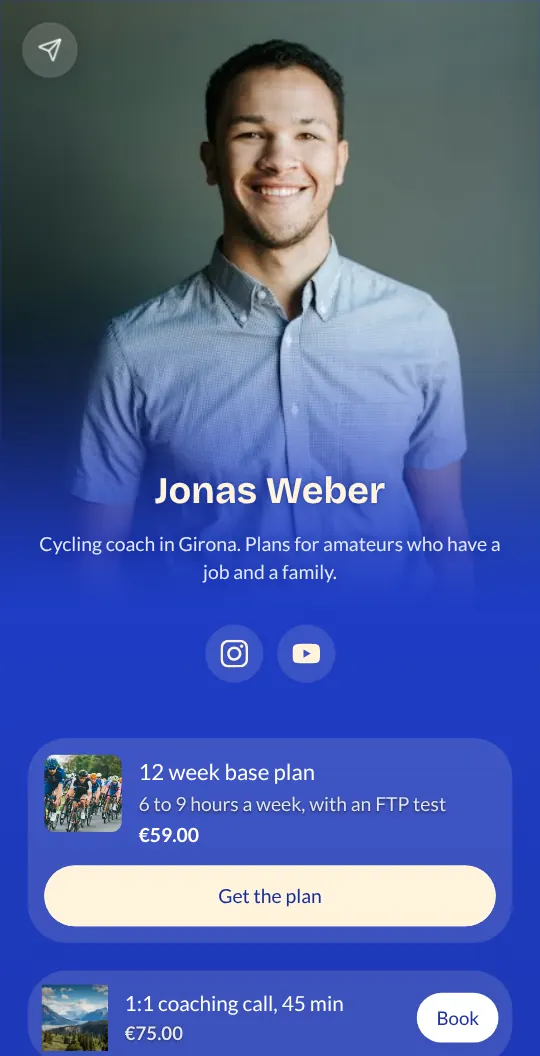 Jonas Weber
Cycling coach in Girona. Plans for amateurs who have a
job and a family.
12 week base plan
6 to 9 hours a week, with an FTP test
€59.00
Get the plan
1:1 coaching call, 45 min
€75.00
Book